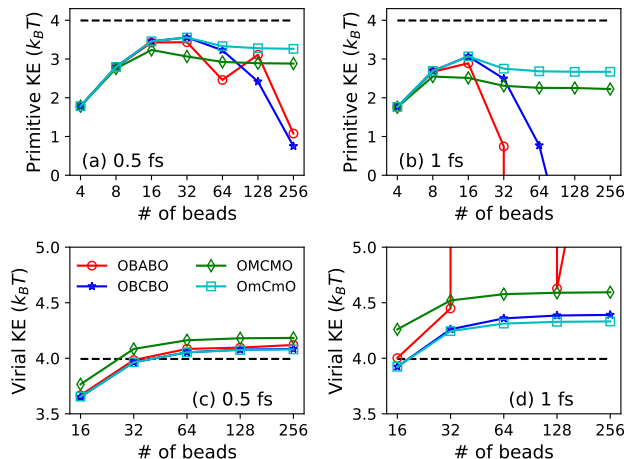 Primitive KE (k_BT)
4
3
2
1
0
(a) 0.5 fs
4 8 16 32 64 128 256
# of beads
Primitive KE (k_BT)
4
3
2
1
0
(b) 1 fs
4 8 16 32 64 128 256
# of beads
Virial KE (k_BT)
5.0
4.5
4.0
3.5
OBABO OMCMO
OBCBO OmCmO
(c) 0.5 fs
16 32 64 128 256
# of beads
Virial KE (k_BT)
5.0
4.5
4.0
3.5
(d) 1 fs
16 32 64 128 256
# of beads